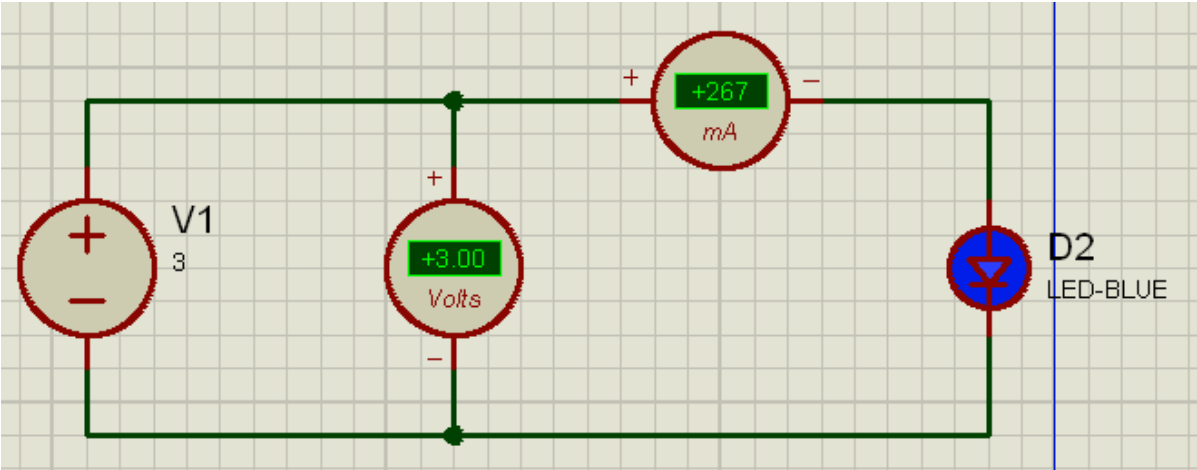 V1
3
+
−
+
+3.00
Volts
−
+
+267
mA
−
D2
LED-BLUE